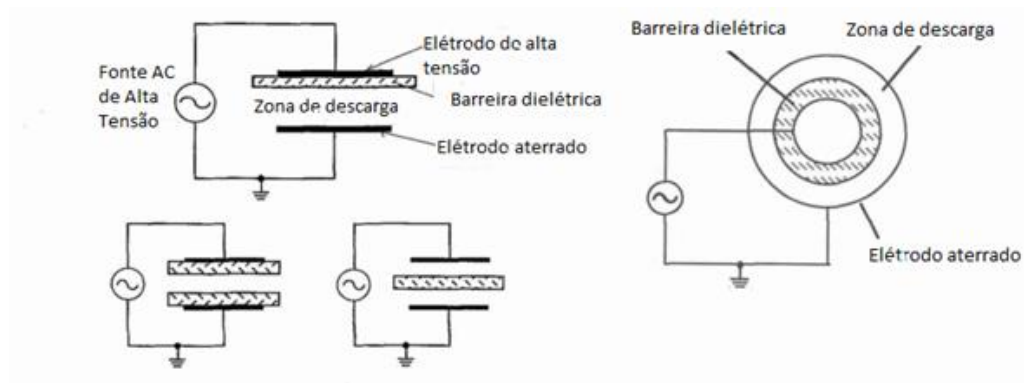 Elétrodo de alta
tensão
Fonte AC
de Alta
Tensão
Barreira dielétrica
Zona de descarga
Elétrodo aterrado
Barreira dielétrica
Zona de descarga
Elétrodo aterrado